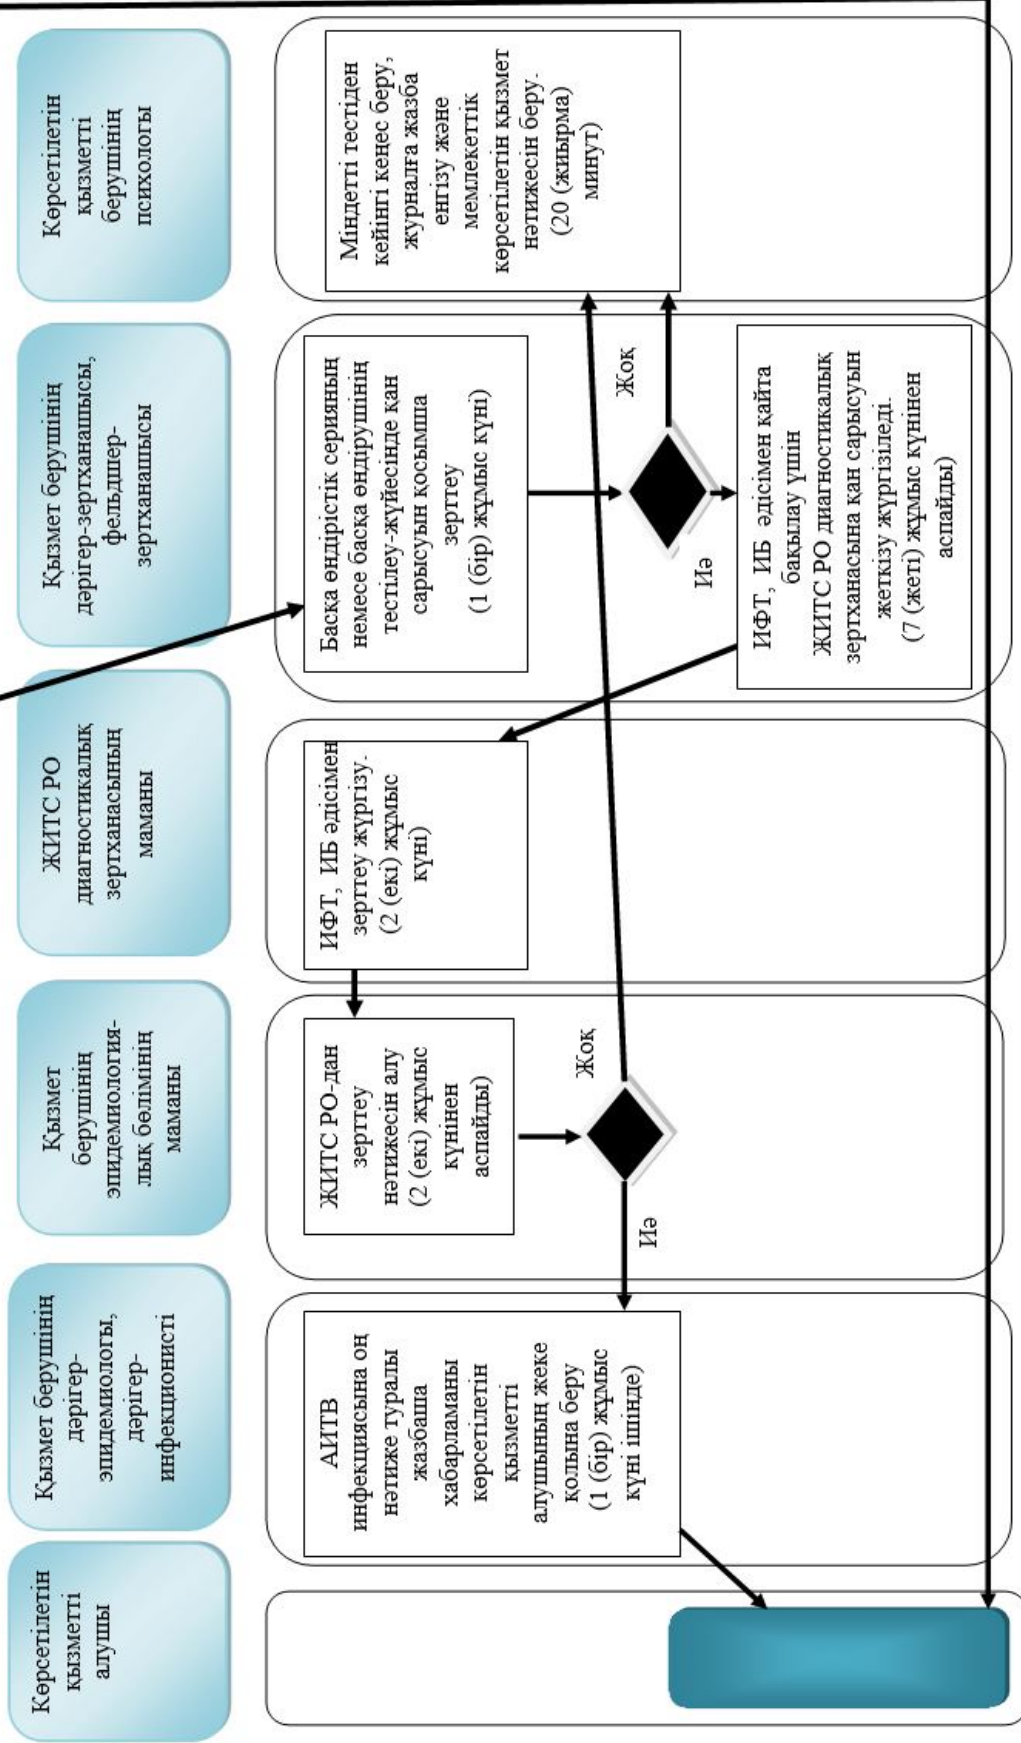 Көрсетілетін
қызметті
алушы
Қызмет берушінің
дәрігер-
эпидемиологы,
дәрігер-
инфекционисті
Қызмет
берушінің
эпидемиология-
лық бөлімінің
маманы
ЖИТС РО
диагностикалық
зертханасының
маманы
Қызмет берушінің
дәрігер-зертханашысы,
фельдшер-
зертханашысы
Көрсетілетін
қызметті
берушінің
психологы
АИТВ
инфекциясына оң
нәтиже туралы
жазбаша
хабарламаны
көрсетілетін
қызметті
алушының жеке
қолына беру
(1 (бір) жұмыс
күні ішінде)
ЖИТС РО-дан
зерттеу
нәтижесін алу
(2 (екі) жұмыс
күнінен
аспайды)
Иә
Жоқ
ИФТ, ИБ әдісімен
зерттеу жүргізу.
(2 (екі) жұмыс
күні)
Баска өндірістік серияның
немесе баска өндірушінің
тестілеу-жүйесінде қан
сарысуын қосымша
зерттеу
(1 (бір) жұмыс күні)
Жоқ
Иә
ИФТ, ИБ әдісімен қайта
бақылау үшін
ЖИТС РО диагностикалық
зертханасына қан сарысуын
жеткізу жүргізіледі.
(7 (жеті) жұмыс күнінен
аспайды)
Міндетті тестіден
кейінгі кеңес беру,
журналға жазба
енгізу және
мемлекеттік
көрсетілетін қызмет
нәтижесін беру-
(20 (жиырма)
минут)